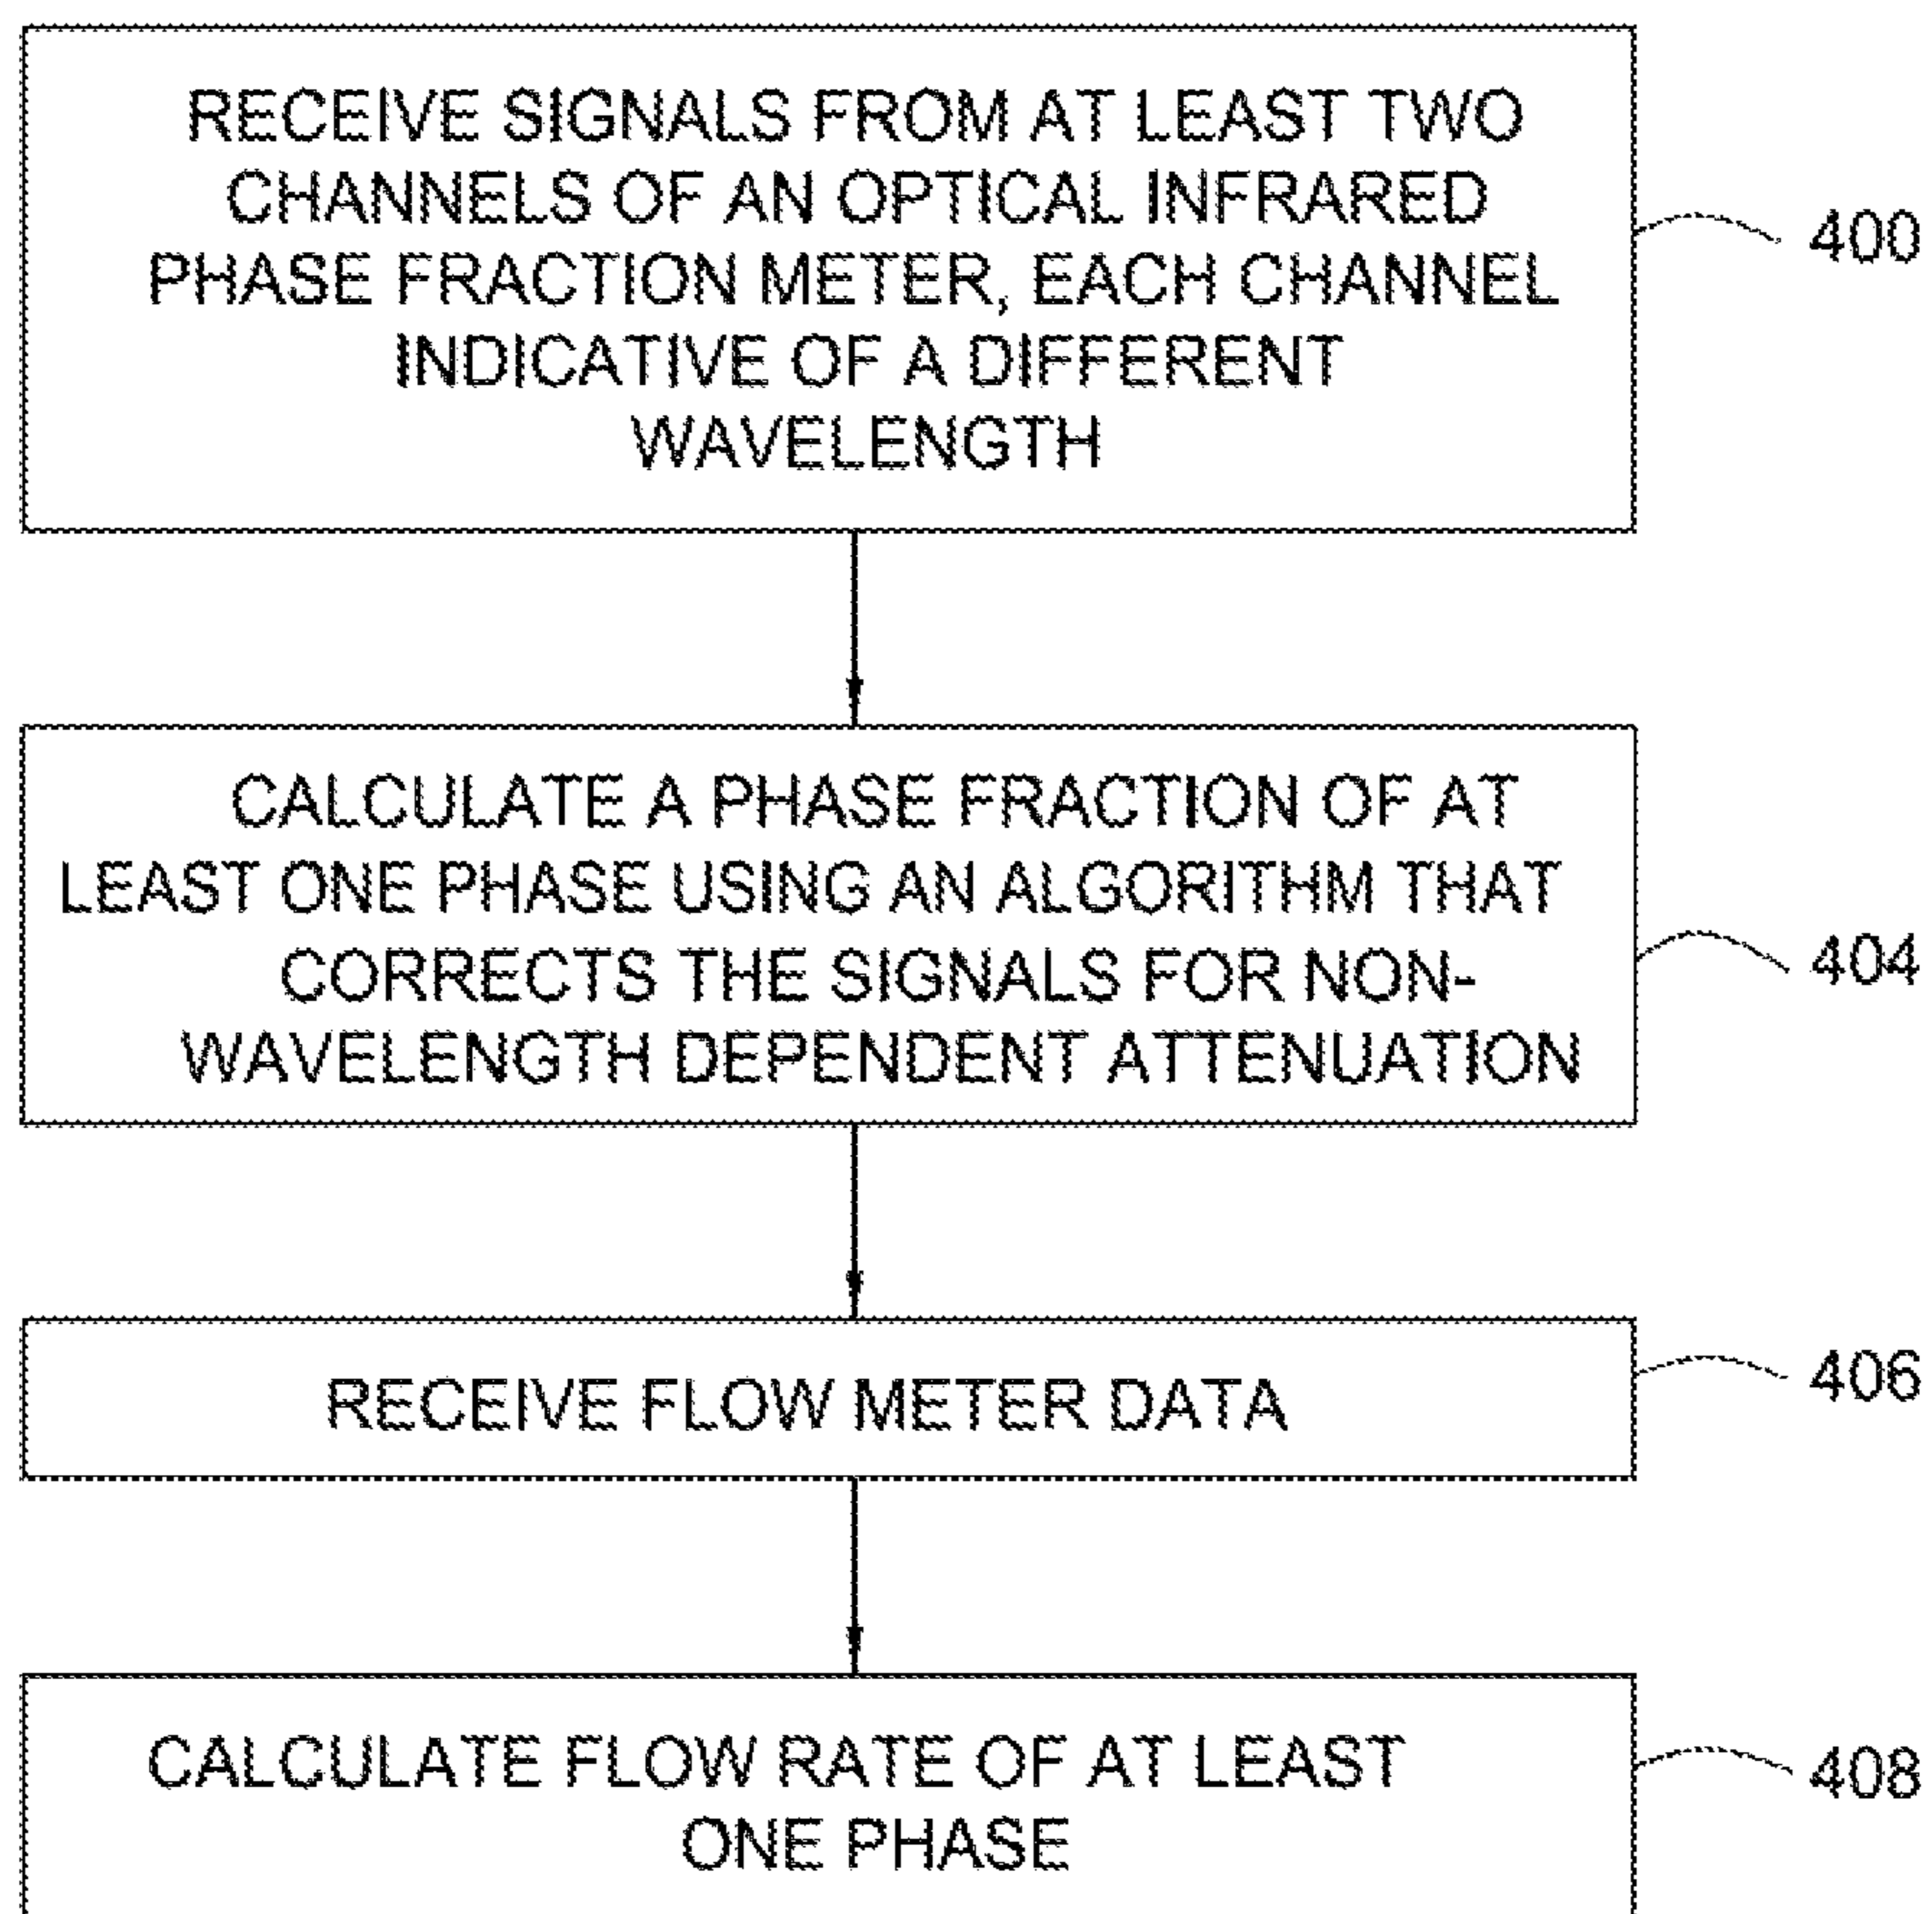 RECEIVE SIGNALS FROM AT LEAST TWO
CHANNELS OF AN OPTICAL INFRARED
PHASE FRACTION METER, EACH CHANNEL
INDICATIVE OF A DIFFERENT
WAVELENGTH
400
CALCULATE A PHASE FRACTION OF AT
LEAST ONE PHASE USING AN ALGORITHM THAT
CORRECTS THE SIGNALS FOR NON-
WAVELENGTH DEPENDENT ATTENUATION
404
RECEIVE FLOW METER DATA
406
CALCULATE FLOW RATE OF AT LEAST
ONE PHASE
408